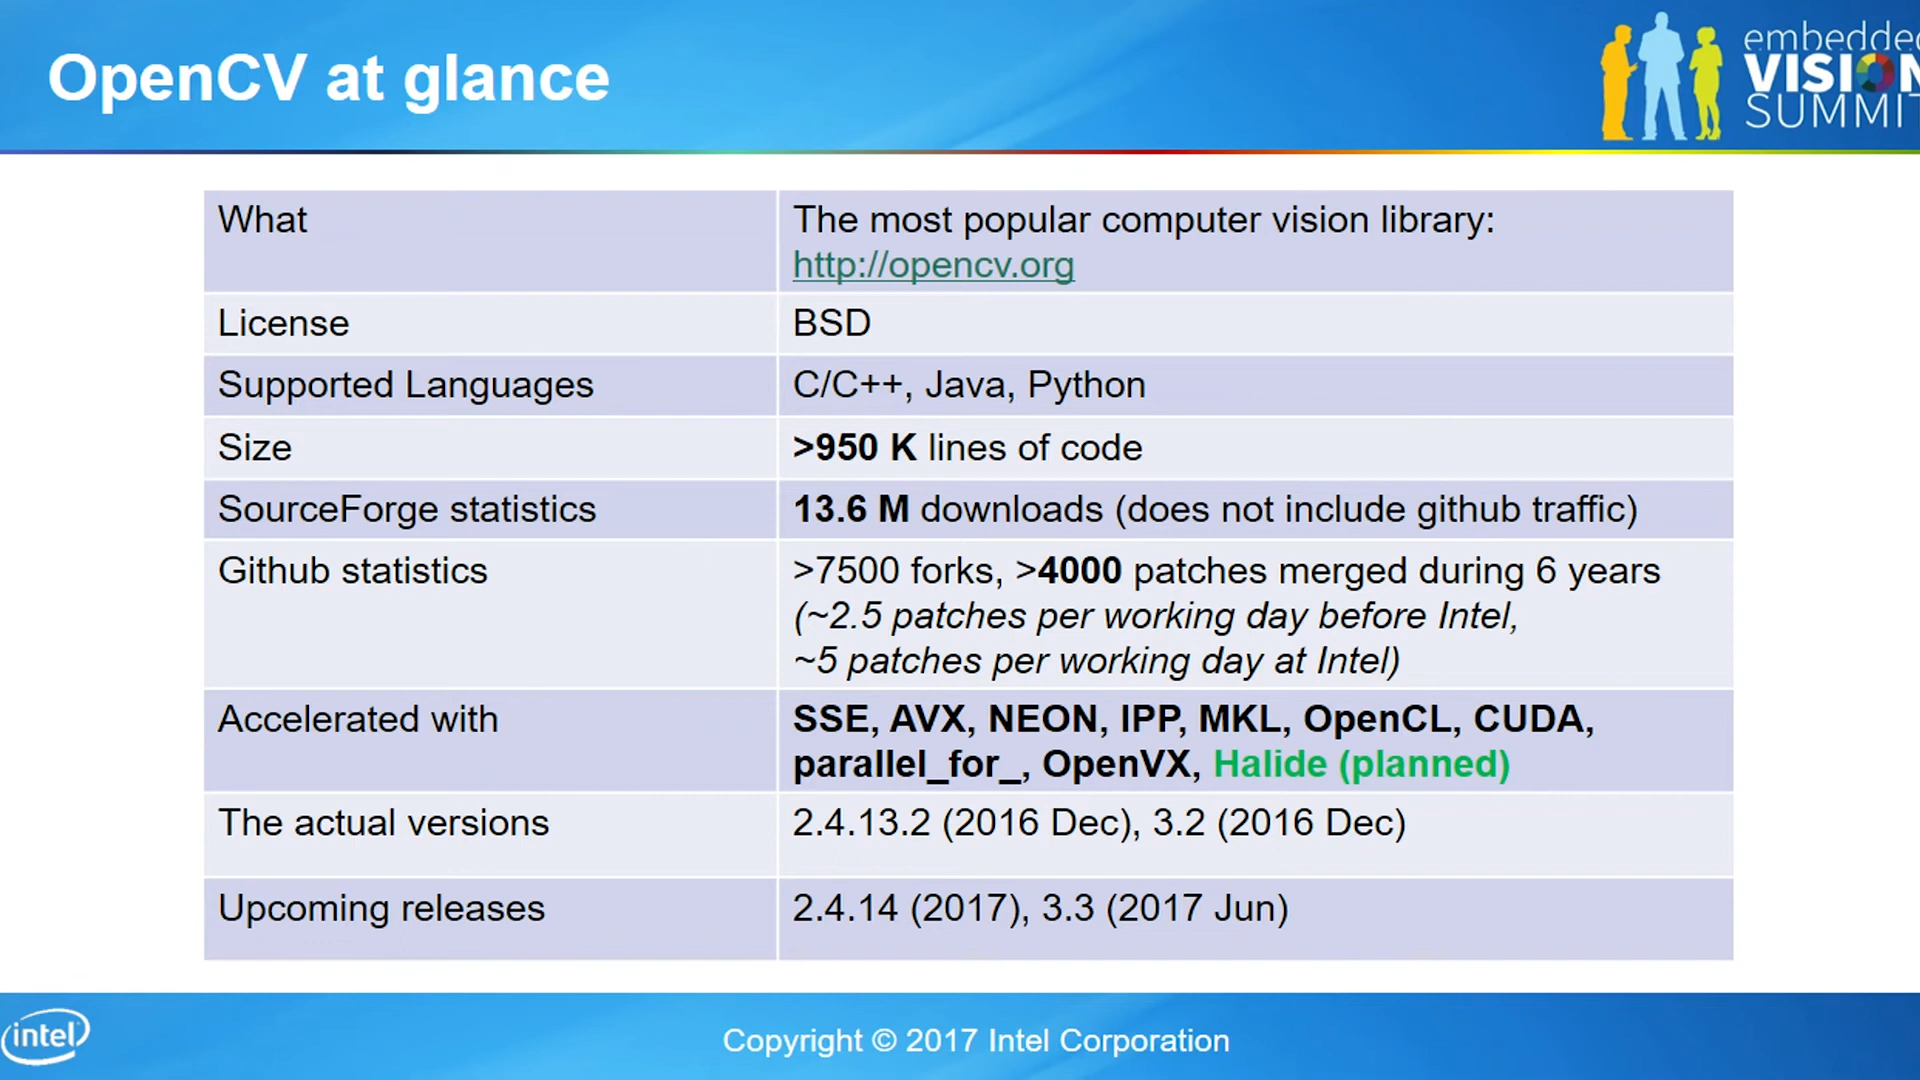 OpenCV at glance
embedded
VISION
SUMMIT
What
The most popular computer vision library:
http://opencv.org
License
BSD
Supported Languages
C/C++, Java, Python
Size
>950 K lines of code
SourceForge statistics
13.6 M downloads (does not include github traffic)
Github statistics
>7500 forks, >4000 patches merged during 6 years
(~2.5 patches per working day before Intel,
~5 patches per working day at Intel)
Accelerated with
SSE, AVX, NEON, IPP, MKL, OpenCL, CUDA,
parallel_for_, OpenVX, Halide (planned)
The actual versions
2.4.13.2 (2016 Dec), 3.2 (2016 Dec)
Upcoming releases
2.4.14 (2017), 3.3 (2017 Jun)
intel
Copyright © 2017 Intel Corporation